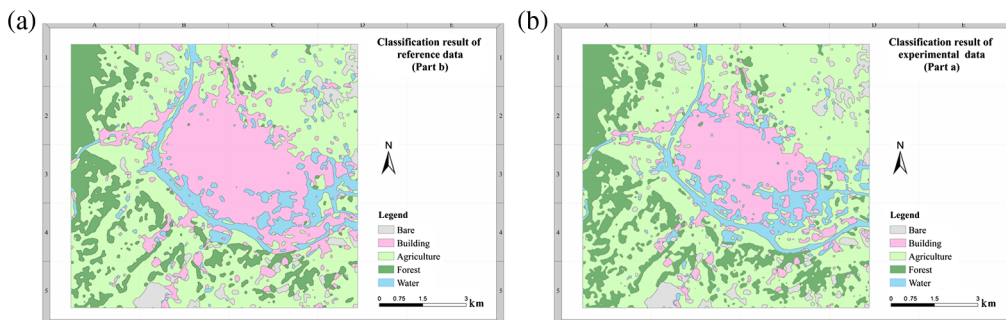 (a)
A B C D E
1
2
3
4
5
Classification result of
reference data
(Part b)
N
Legend
Bare
Building
Agriculture
Forest
Water
0 0.75 1.5 3
km
(b)
A B C D E
1
2
3
4
5
Classification result of
experimental data
(Part a)
N
Legend
Bare
Building
Agriculture
Forest
Water
0 0.75 1.5 3
km